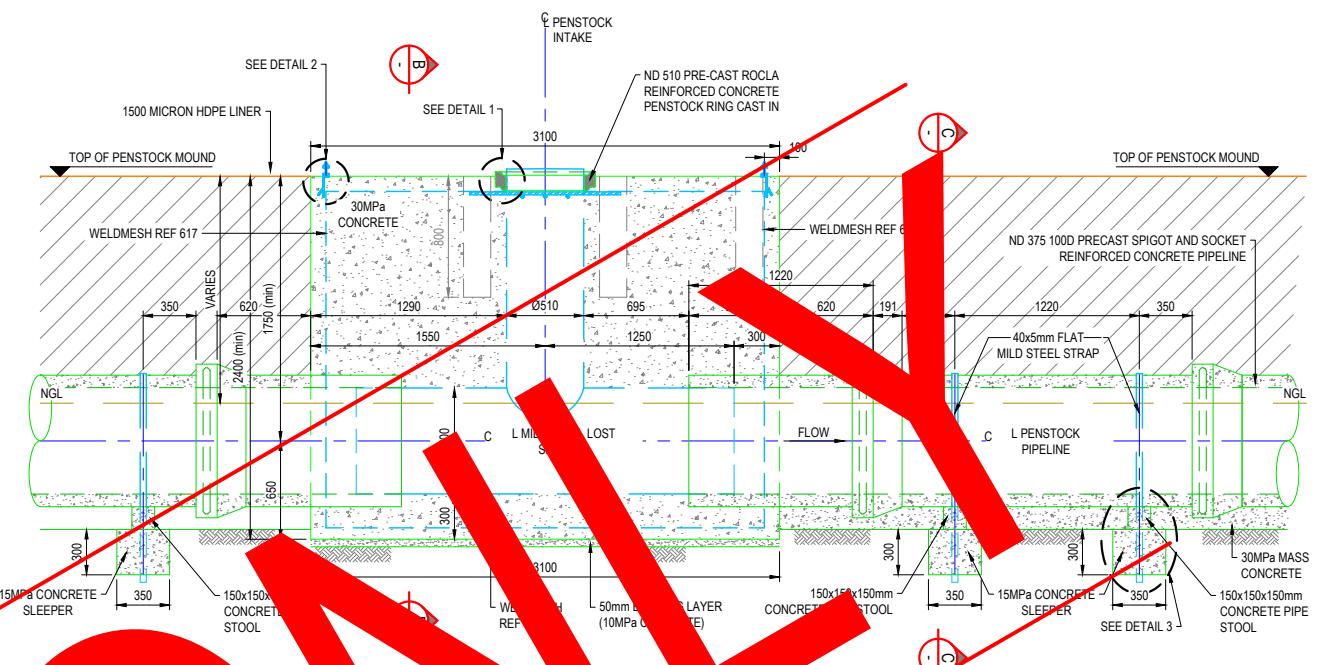 C
L PENSTOCK
INTAKE
B
-
SEE DETAIL 2
ND 510 PRE-CAST ROCLA
REINFORCED CONCRETE
PENSTOCK RING CAST IN
1500 MICRON HDPE LINER
SEE DETAIL 1
C
-
3100
TOP OF PENSTOCK MOUND
TOP OF PENSTOCK MOUND
30MPa
CONCRETE
WELDMESH REF 617
800
WELDMESH REF
ND 375 100D PRECAST SPIGOT AND SOCKET
REINFORCED CONCRETE PIPELINE
VARIES
1220
350
620
1750 (min)
1290
Ø510
695
620
191
1220
350
2400 (min)
1550
1250
300
40x5mm FLAT
MILD STEEL STRAP
NGL
NGL
C
LOST
FLOW
C
L PENSTOCK
PIPELINE
650
300
300
300
300
30MPa MASS
CONCRETE
3100
15MPa CONCRETE
SLEEPER
350
CONCRETE
STOOL
50mm
LAYER
(10MPa
STOOL
350
15MPa CONCRETE
SLEEPER
350
150x150x150mm
CONCRETE PIPE
STOOL
SEE DETAIL 3
C
-